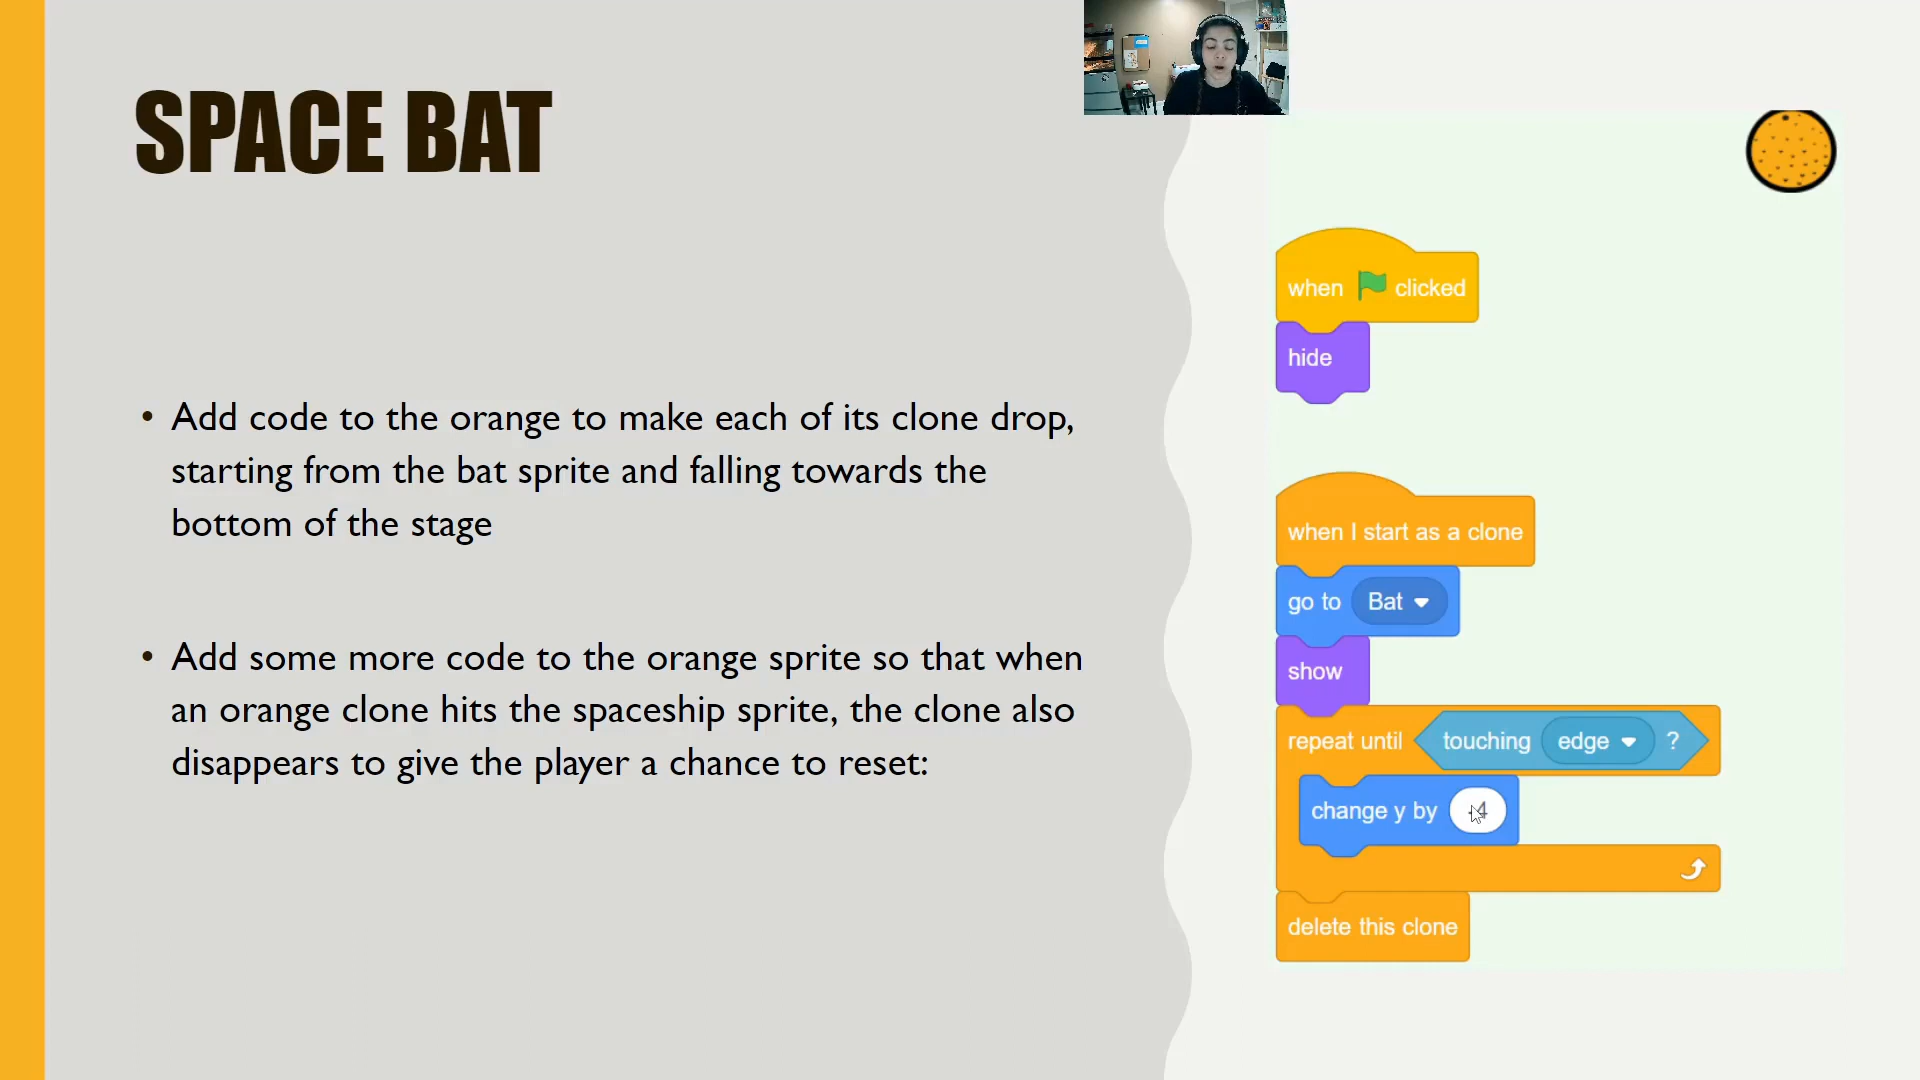 SPACE BAT
• Add code to the orange to make each of its clone drop,
starting from the bat sprite and falling towards the
bottom of the stage
• Add some more code to the orange sprite so that when
an orange clone hits the spaceship sprite, the clone also
disappears to give the player a chance to reset:
when clicked
hide
when I start as a clone
go to Bat
show
repeat until touching edge ?
change y by
delete this clone